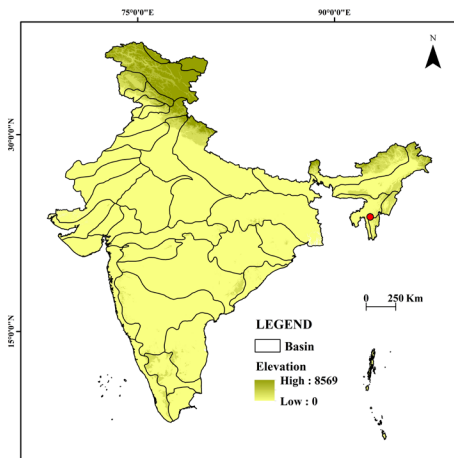 75°0'0"E 90°0'0"E
N
30°0'0"N
0 250 Km
LEGEND
15°0'0"N
Basin
Elevation
High : 8569
Low : 0